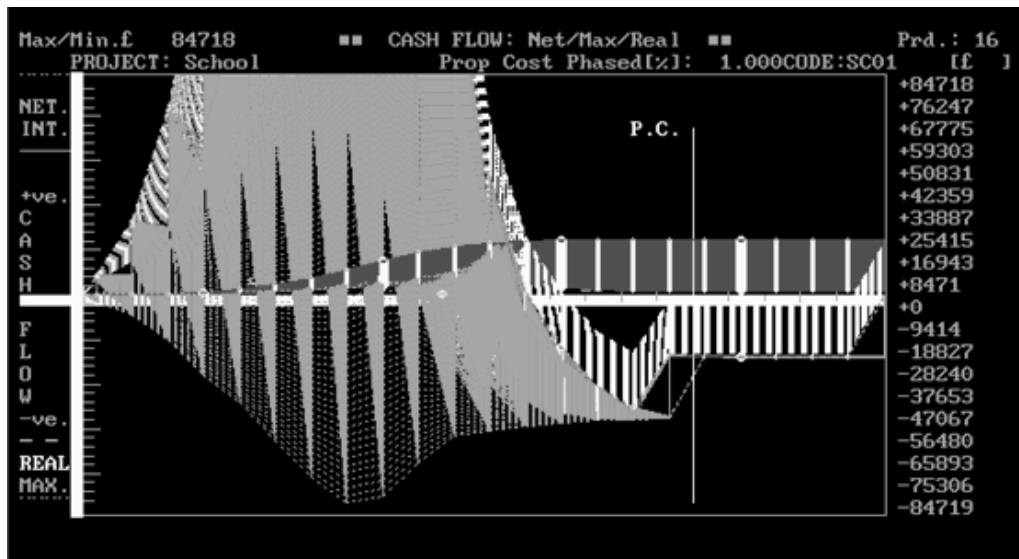 Max/Min.£ 84718 ■■ CASH FLOW: Net/Max/Real ■■ Prd.: 16
PROJECT: School Prop Cost Phased[%]: 1.000CODE:SC01 [£ ]
+84718
NET. +76247
INT. +67775
P.C.
+59303
+50831
+ve. +42359
C +33887
A +25415
S +16943
H +8471
+0
F -9414
L -18827
O -28240
W -37653
-ve. -47067
-56480
REAL -65893
MAX. -75306
-84719